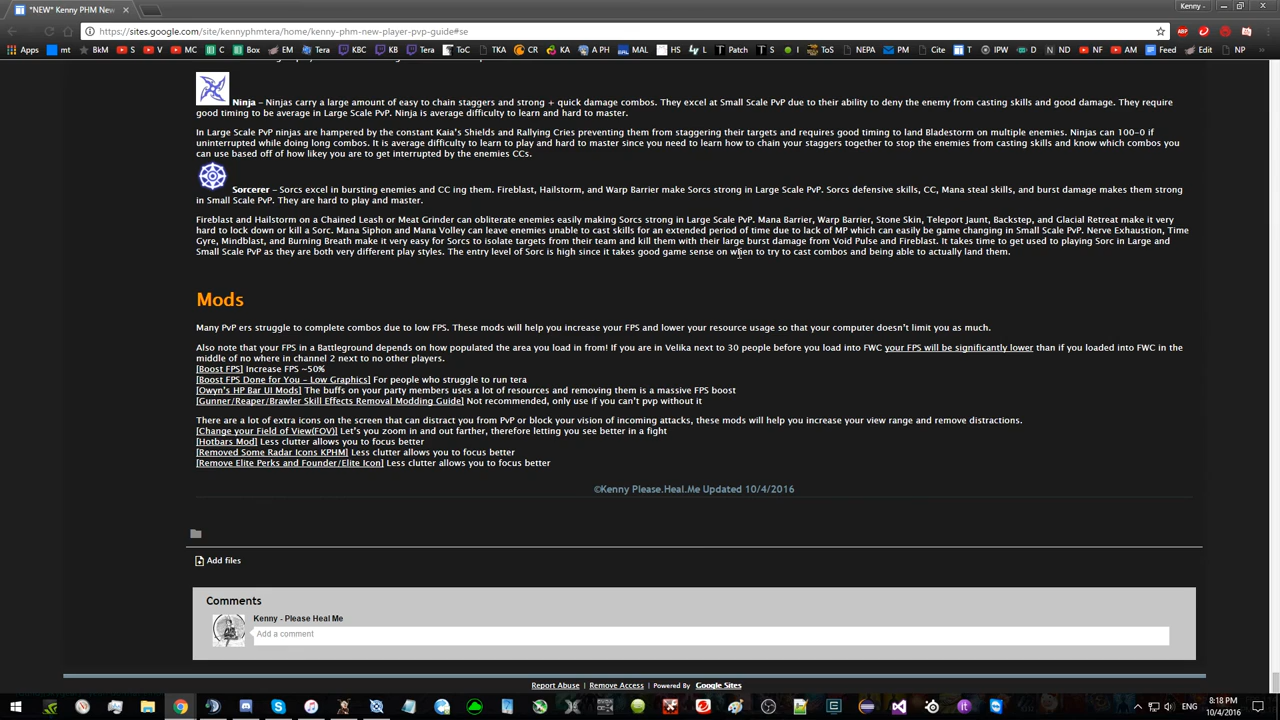 *NEW* Kenny PHM New
Kenny -
https://sites.google.com/site/kennyphmtera/home/kenny-phm-new-player-pvp-guide#se
Apps mt BkM S V MC C Box EM Tera KBC KB Tera ToC TKA CR KA A PH MAL HS L Patch S I ToS NEPA PM Cite T IPW D ND NF AM Feed Edit NP
Ninja – Ninjas carry a large amount of easy to chain staggers and strong + quick damage combos. They excel at Small Scale PvP due to their ability to deny the enemy from casting skills and good damage. They require
good timing to be average in Large Scale PvP. Ninja is average difficulty to learn and hard to master.
In Large Scale PvP ninjas are hampered by the constant Kaia's Shields and Rallying Cries preventing them from staggering their targets and requires good timing to land Bladestorm on multiple enemies. Ninjas can 100-0 if
uninterrupted while doing long combos. It is average difficulty to learn to play and hard to master since you need to learn how to chain your staggers together to stop the enemies from casting skills and know which combos you
can use based off of how likey you are to get interrupted by the enemies CCs.
Sorcerer – Sorcs excel in bursting enemies and CC ing them. Fireblast, Hailstorm, and Warp Barrier make Sorcs strong in Large Scale PvP. Sorcs defensive skills, CC, Mana steal skills, and burst damage makes them strong
in Small Scale PvP. They are hard to play and master.
Fireblast and Hailstorm on a Chained Leash or Meat Grinder can obliterate enemies easily making Sorcs strong in Large Scale PvP. Mana Barrier, Warp Barrier, Stone Skin, Teleport Jaunt, Backstep, and Glacial Retreat make it very
hard to lock down or kill a Sorc. Mana Siphon and Mana Volley can leave enemies unable to cast skills for an extended period of time due to lack of MP which can easily be game changing in Small Scale PvP. Nerve Exhaustion, Time
Gyre, Mindblast, and Burning Breath make it very easy for Sorcs to isolate targets from their team and kill them with their large burst damage from Void Pulse and Fireblast. It takes time to get used to playing Sorc in Large and
Small Scale PvP as they are both very different play styles. The entry level of Sorc is high since it takes good game sense on when to try to cast combos and being able to actually land them.
Mods
Many PvP ers struggle to complete combos due to low FPS. These mods will help you increase your FPS and lower your resource usage so that your computer doesn't limit you as much.
Also note that your FPS in a Battleground depends on how populated the area you load in from! If you are in Velika next to 30 people before you load into FWC your FPS will be significantly lower than if you loaded into FWC in the
middle of no where in channel 2 next to no other players.
[Boost FPS] Increase FPS ~50%
[Boost FPS Done for You – Low Graphics] For people who struggle to run tera
[Owyn's HP Bar UI Mods] The buffs on your party members uses a lot of resources and removing them is a massive FPS boost
[Gunner/Reaper/Brawler Skill Effects Removal Modding Guide] Not recommended, only use if you can't pvp without it
There are a lot of extra icons on the screen that can distract you from PvP or block your vision of incoming attacks, these mods will help you increase your view range and remove distractions.
[Change your Field of View(FOV)] Let's you zoom in and out farther, therefore letting you see better in a fight
[Hotbars Mod] Less clutter allows you to focus better
[Removed Some Radar Icons KPHM] Less clutter allows you to focus better
[Remove Elite Perks and Founder/Elite Icon] Less clutter allows you to focus better
©Kenny Please.Heal.Me Updated 10/4/2016
Add files
Comments
Kenny - Please Heal Me
Add a comment
Report Abuse | Remove Access | Powered By Google Sites
8:18 PM
10/4/2016